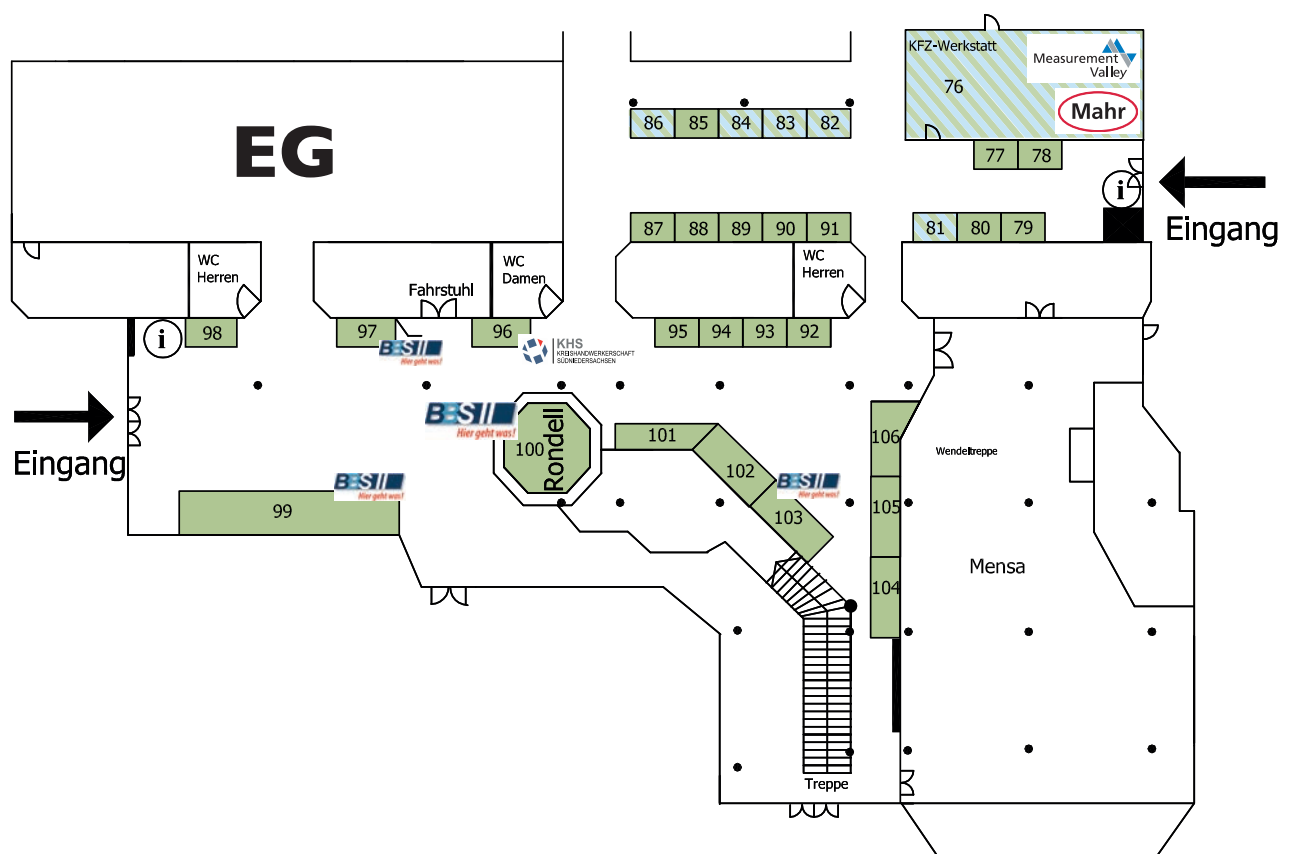 EG
KFZ-Werkstatt
76
Measurement
Valley
Mahr
86 85 84 83 82
77 78
i
Eingang
87 88 89 90 91
81 80 79
WC
Herren
Fahrstuhl
WC
Damen
WC
Herren
i
98
97
96
95 94 93 92
BBS II
Hier geht was!
KHS
KREISHANDWERKERSCHAFT
SÜDNIEDERSACHSEN
Eingang
BBS II
Hier geht was!
100
Rondell
101
102
103
BBS II
Hier geht was!
106
105
104
Wendeltreppe
BBS II
Hier geht was!
99
Mensa
Treppe